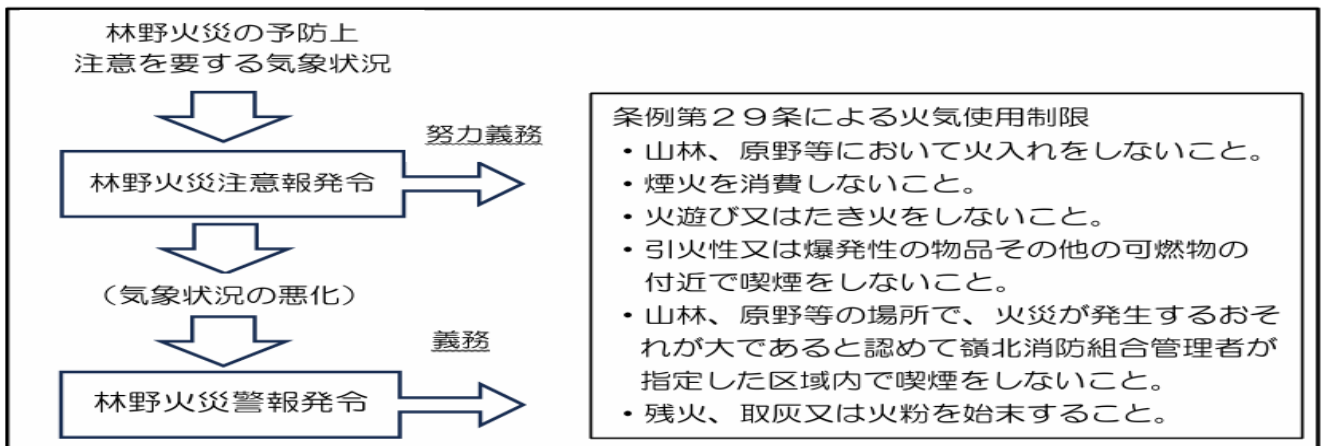 林野火災の予防上
注意を要する気象状況
努力義務
林野火災注意報発令
（気象状況の悪化）
義務
林野火災警報発令
条例第２９条による火気使用制限
・山林、原野等において火入れをしないこと。
・煙火を消費しないこと。
・火遊び又はたき火をしないこと。
・引火性又は爆発性の物品その他の可燃物の
付近で喫煙をしないこと。
・山林、原野等の場所で、火災が発生するおそ
れが大であると認めて嶺北消防組合管理者が
指定した区域内で喫煙をしないこと。
・残火、取灰又は火粉を始末すること。